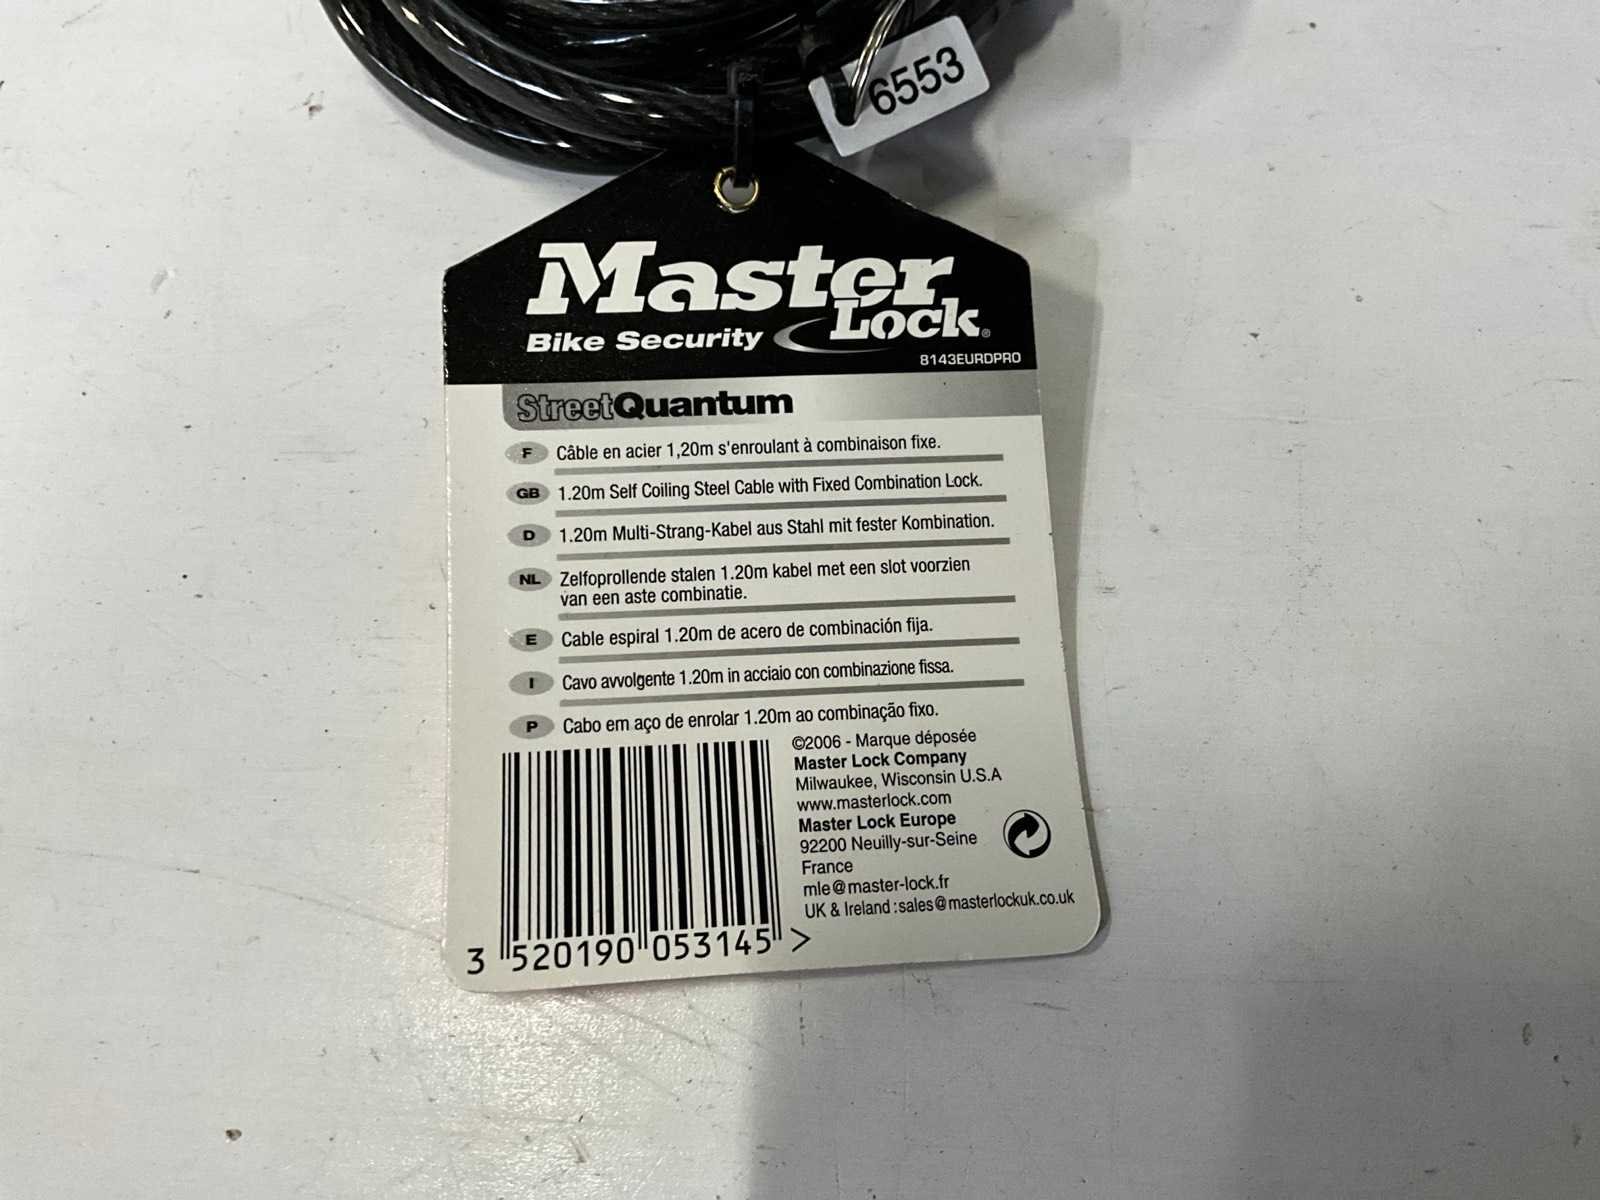 6553
Master
Lock®
Bike Security
8143EURDPRO
StreetQuantum
F Câble en acier 1,20m s'enroulant à combinaison fixe.
GB 1.20m Self Coiling Steel Cable with Fixed Combination Lock.
D 1.20m Multi-Strang-Kabel aus Stahl mit fester Kombination.
NL Zelfoprollende stalen 1.20m kabel met een slot voorzien
van een aste combinatie.
E Cable espiral 1.20m de acero de combinación fija.
I Cavo avvolgente 1.20m in acciaio con combinazione fissa.
P Cabo em aço de enrolar 1.20m ao combinação fixo.
©2006 - Marque déposée
Master Lock Company
Milwaukee, Wisconsin U.S.A
www.masterlock.com
Master Lock Europe
92200 Neuilly-sur-Seine
France
mle@master-lock.fr
UK & Ireland :sales@masterlockuk.co.uk
3 520190 053145 >